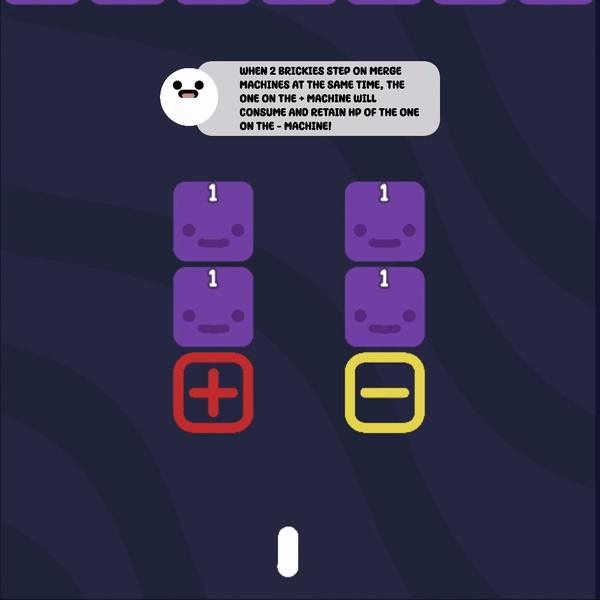 WHEN 2 BRICKIES STEP ON MERGE
MACHINES AT THE SAME TIME, THE
ONE ON THE + MACHINE WILL
CONSUME AND RETAIN HP OF THE ONE
ON THE - MACHINE!
1 1
1 1